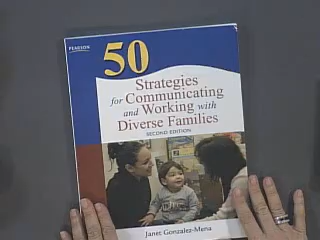 PEARSON
50
Strategies
for Communicating
and Working with
Diverse Families
SECOND EDITION
Janet Gonzalez-Mena